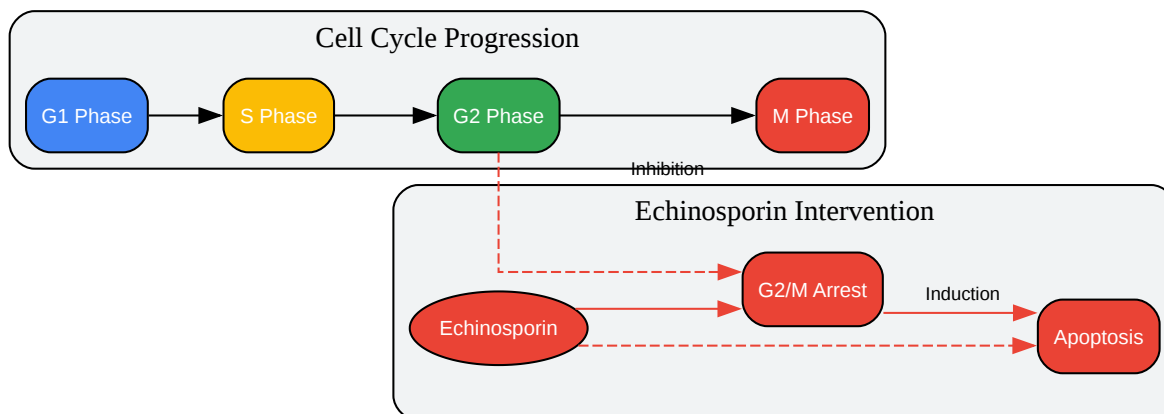 Cell Cycle Progression
G1 Phase
S Phase
G2 Phase
M Phase
Inhibition
Echinosporin Intervention
G2/M Arrest
Induction
Echinosporin
Apoptosis